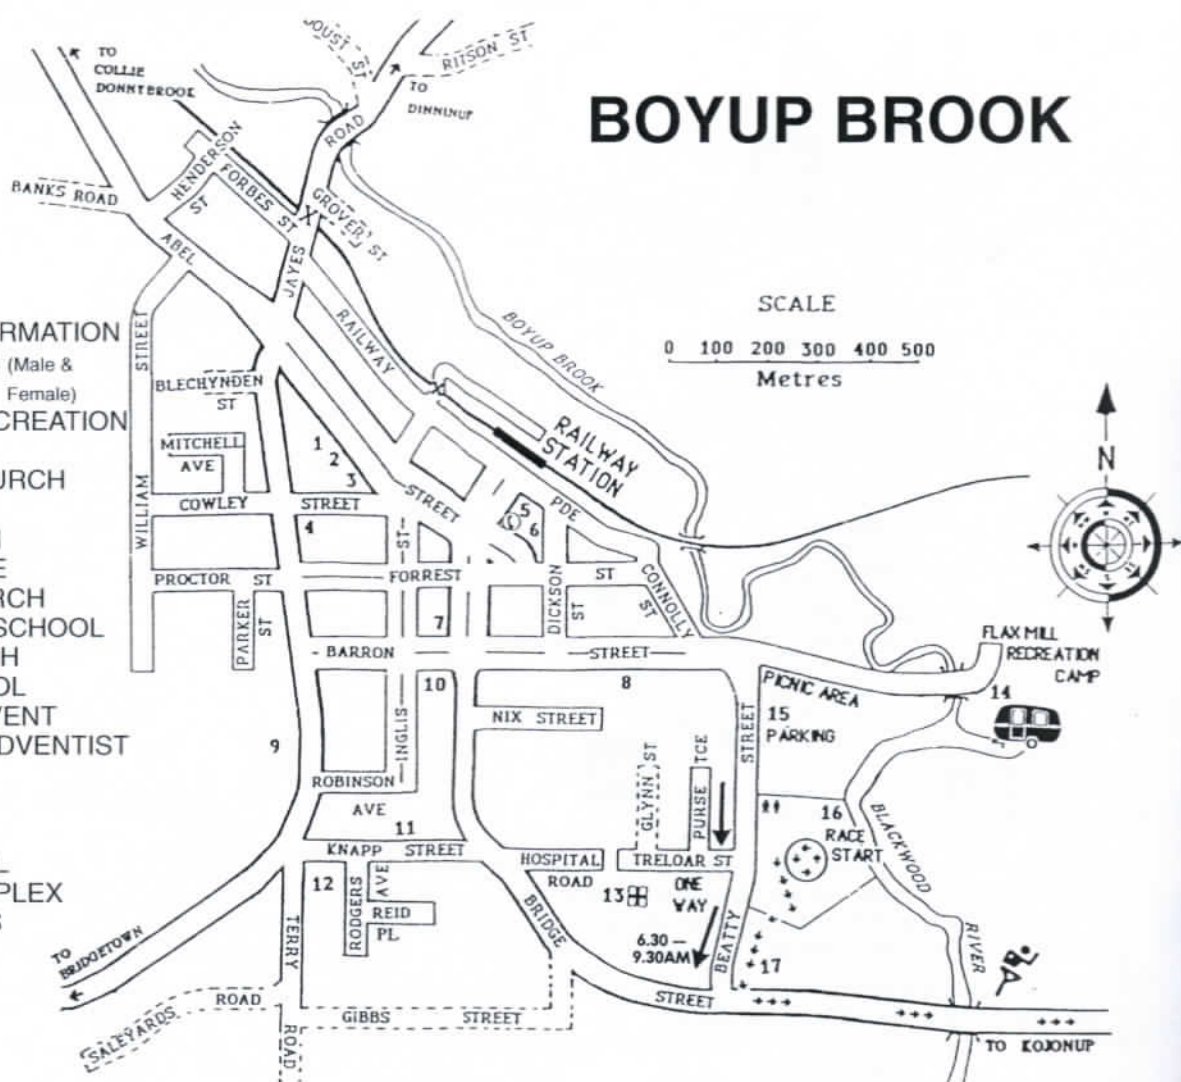 BOYUP BROOK
JOUST ST
RITSON ST
TO
COLLIE
DONNYBROOK
TO
DINNINUP
ROAD
HENDERSON
ST
FORBES ST
BANKS ROAD
GROVER ST
X
ABEL
JAYES
SCALE
0 100 200 300 400 500
Metres
RMATION
(Male &
Female)
CREATION
URCH
RCH
SCHOOL
H
OL
VENT
DVENTIST
PLEX
STREET
RAILWAY
BOYUP BROOK
BLECHYNDEN
ST
RAILWAY
STATION
X
N
MITCHELL
AVE
1
2
3
WILLIAM
COWLEY
STREET
STREET
PDE
5
6
4
ST
PROCTOR ST
FORREST
ST
CONNOLLY
ST
DICKSON
ST
PARKER
ST
7
BARRON
STREET
FLAX MILL
RECREATION
CAMP
PICNIC AREA
14
10
8
9
INGLIS
NIX STREET
STREET
15
PARKING
GLYNN ST
PURSE TCE
ROBINSON
AVE
11
16
RACE
START
BLACKWOOD
RIVER
KNAPP STREET
HOSPITAL
ROAD
TRELOAR ST
12
RODGERS
AVE
REID
PL
13
ONE
WAY
BRIDGE
6.30 —
9.30AM
BEATTY
17
TO
BRIDGETOWN
TERRY
ROAD
ROAD
SALEYARDS
GIBBS STREET
STREET
TO KOJONUP